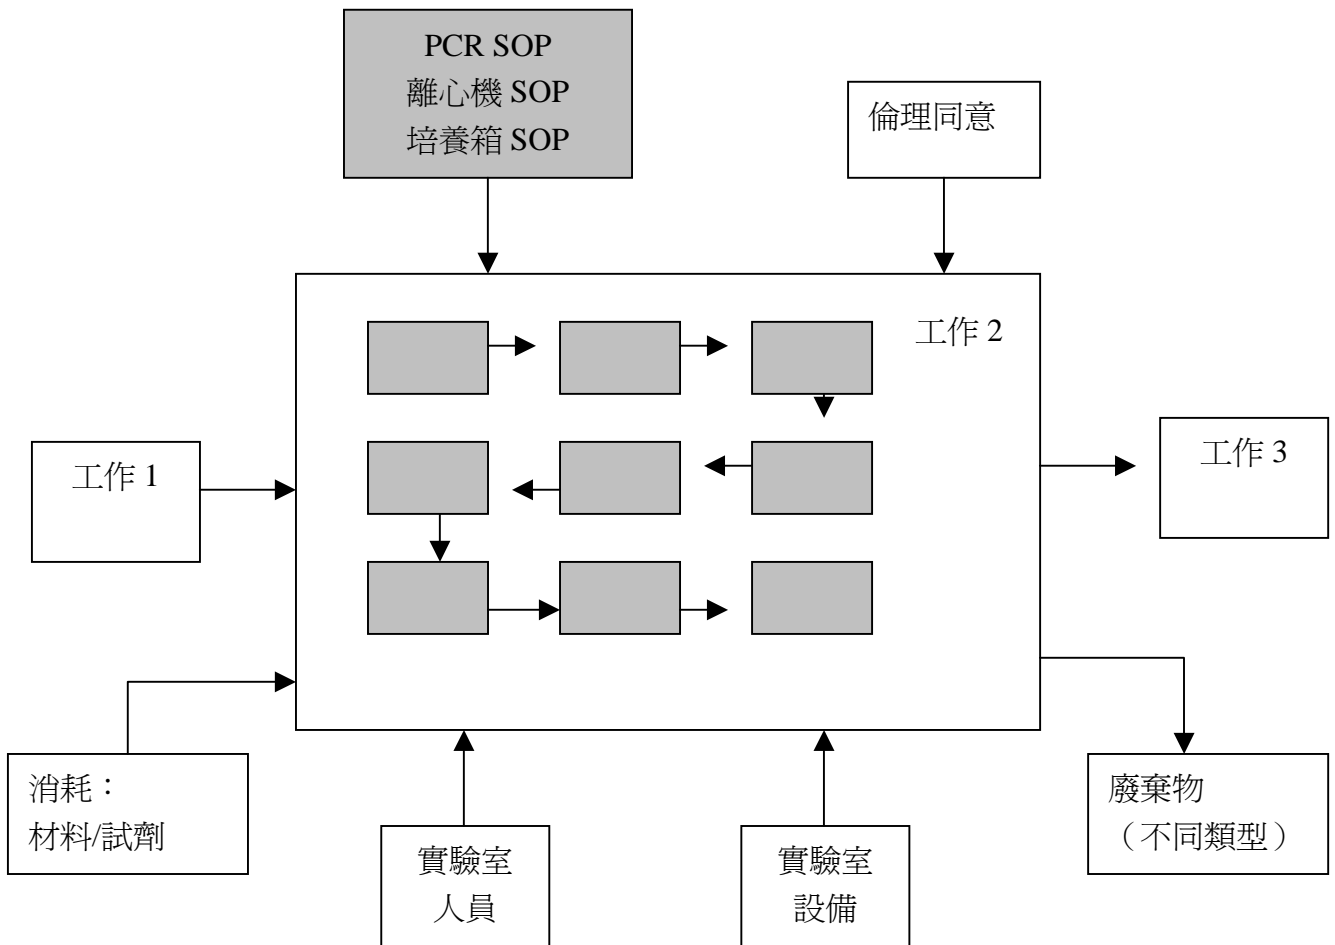 PCR SOP
離心機 SOP
培養箱 SOP
倫理同意
工作 2
工作 1
工作 3
消耗：
材料/試劑
實驗室
人員
實驗室
設備
廢棄物
（不同類型）